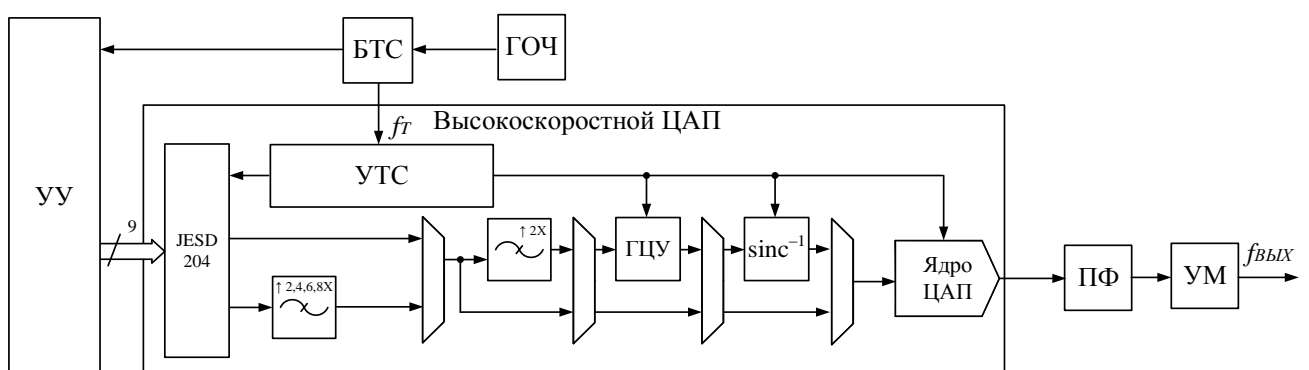 БТС
ГОЧ
fТ
Высокоскоростной ЦАП
УУ
УТС
9
JESD
204
↑ 2X
ГЦУ
sinc⁻¹
Ядро
ЦАП
ПФ
УМ
fВЫХ
↑ 2,4,6,8X